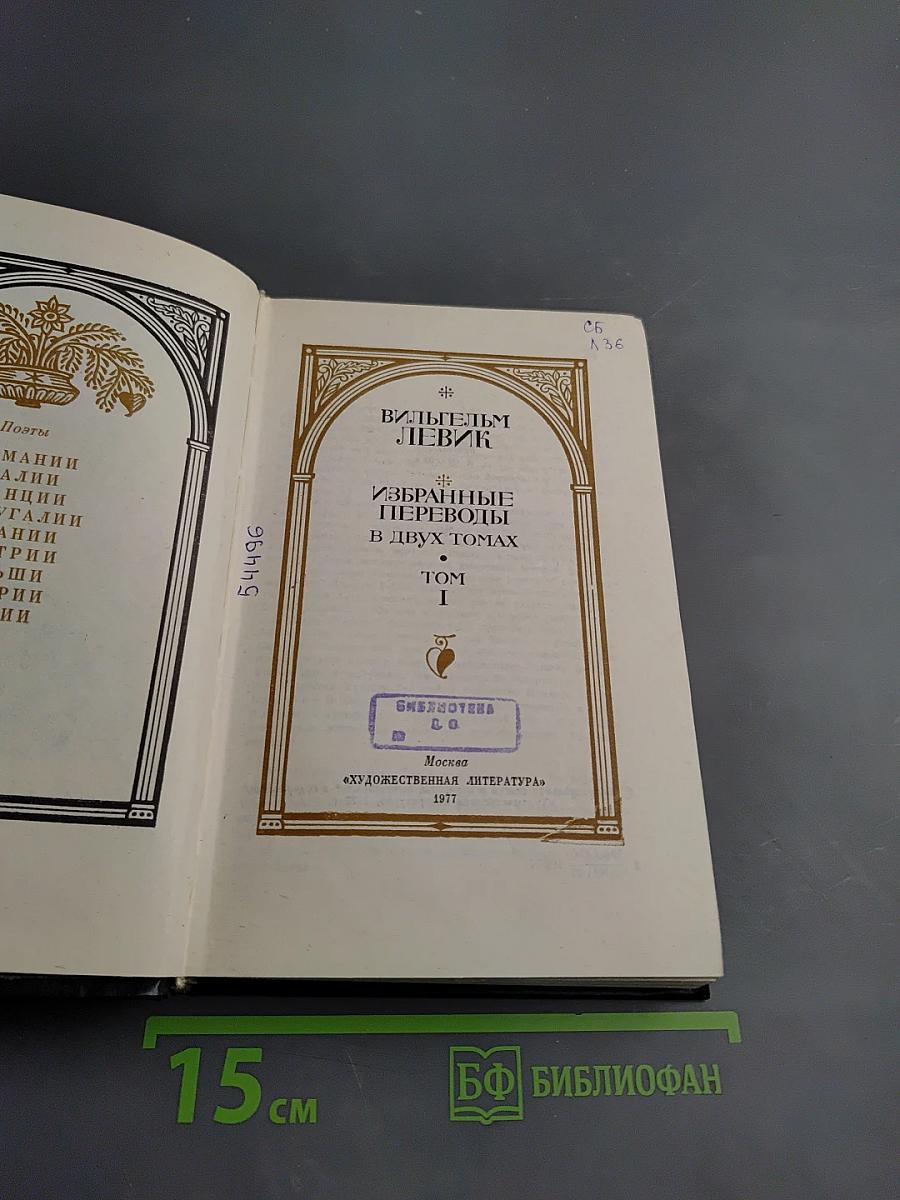 Поэты
МАНИИ
АЛИИ
НЦИИ
УГАЛИИ
АНИИ
ТРИИ
ЬШИ
РИИ
ИИ
СБ
Л36
ВИЛЬГЕЛЬМ
ЛЕВИК
ИЗБРАННЫЕ
ПЕРЕВОДЫ
В ДВУХ ТОМАХ
ТОМ
I
54496
БИБЛИОТЕКА
Москва
«ХУДОЖЕСТВЕННАЯ ЛИТЕРАТУРА»
1977
15 см
БФ БИБЛИОФАН